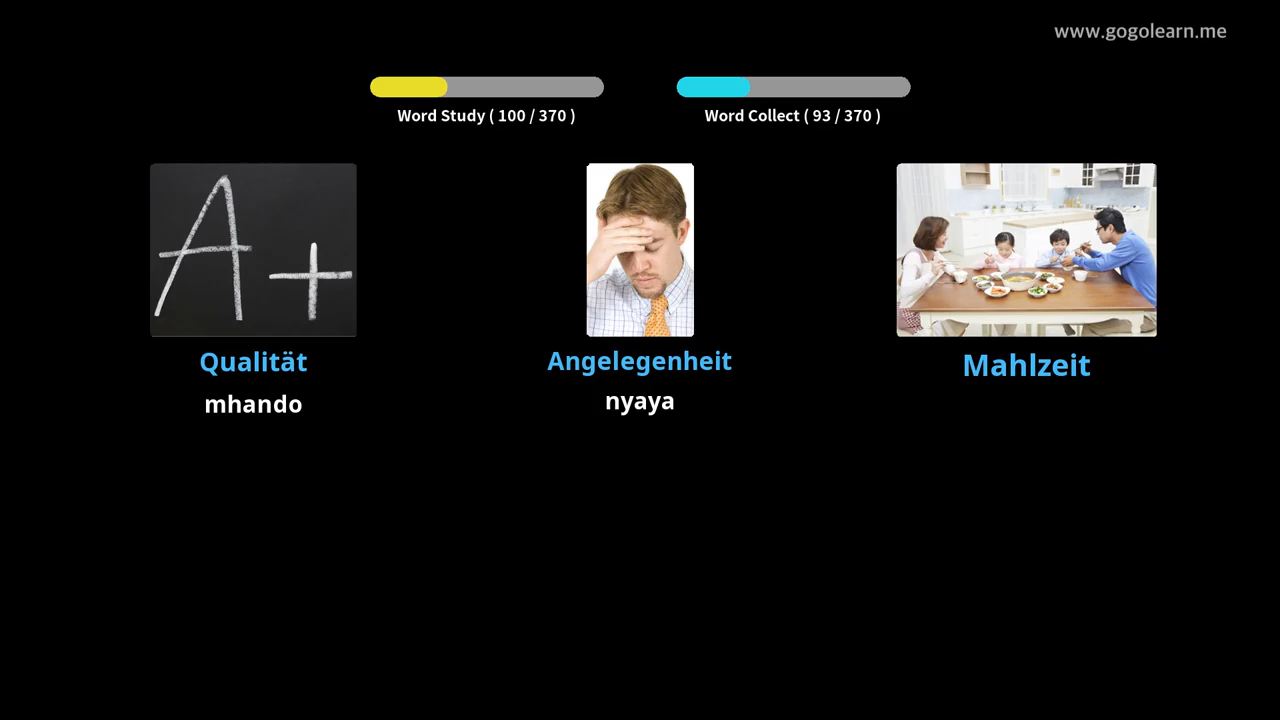 www.gogolearn.me
Word Study ( 100 / 370 )
Word Collect ( 93 / 370 )
A+
Qualität
mhando
Angelegenheit
nyaya
Mahlzeit